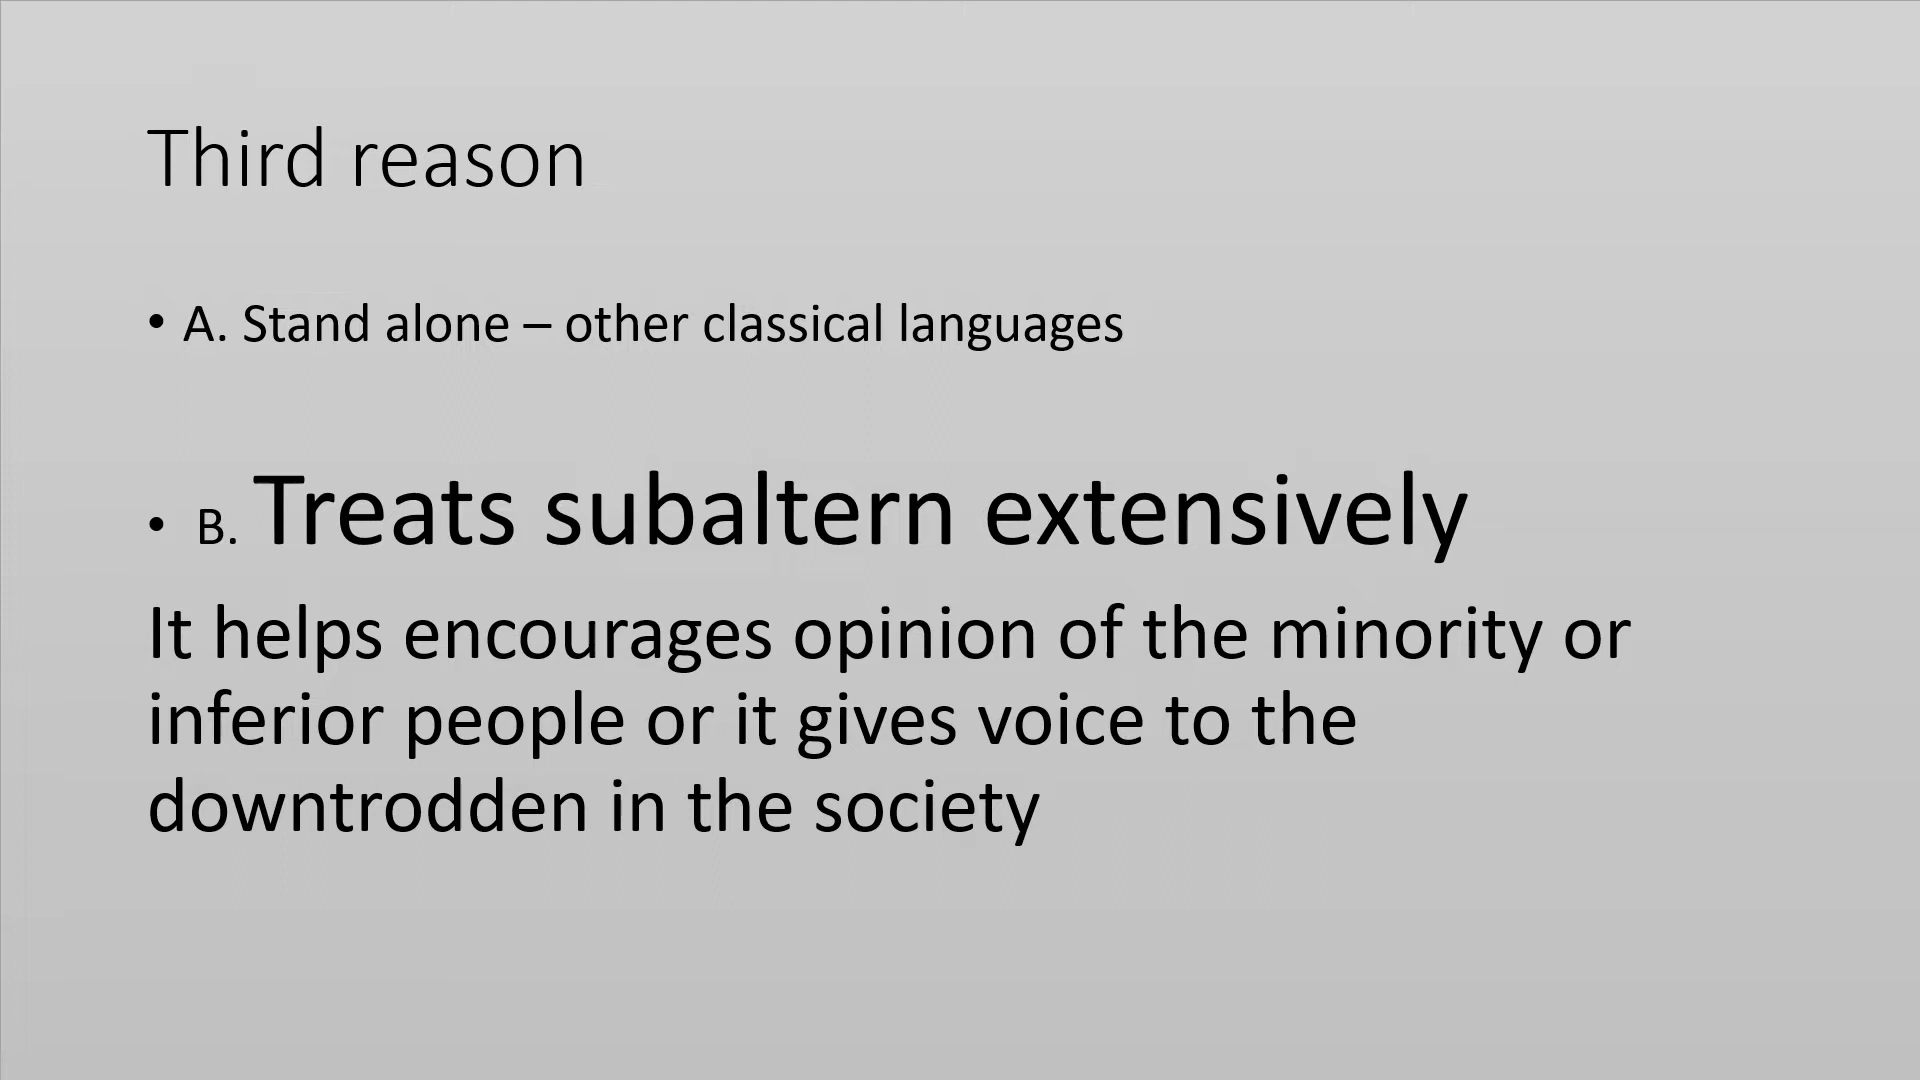 Third reason
• A. Stand alone – other classical languages
• B. Treats subaltern extensively
It helps encourages opinion of the minority or
inferior people or it gives voice to the
downtrodden in the society